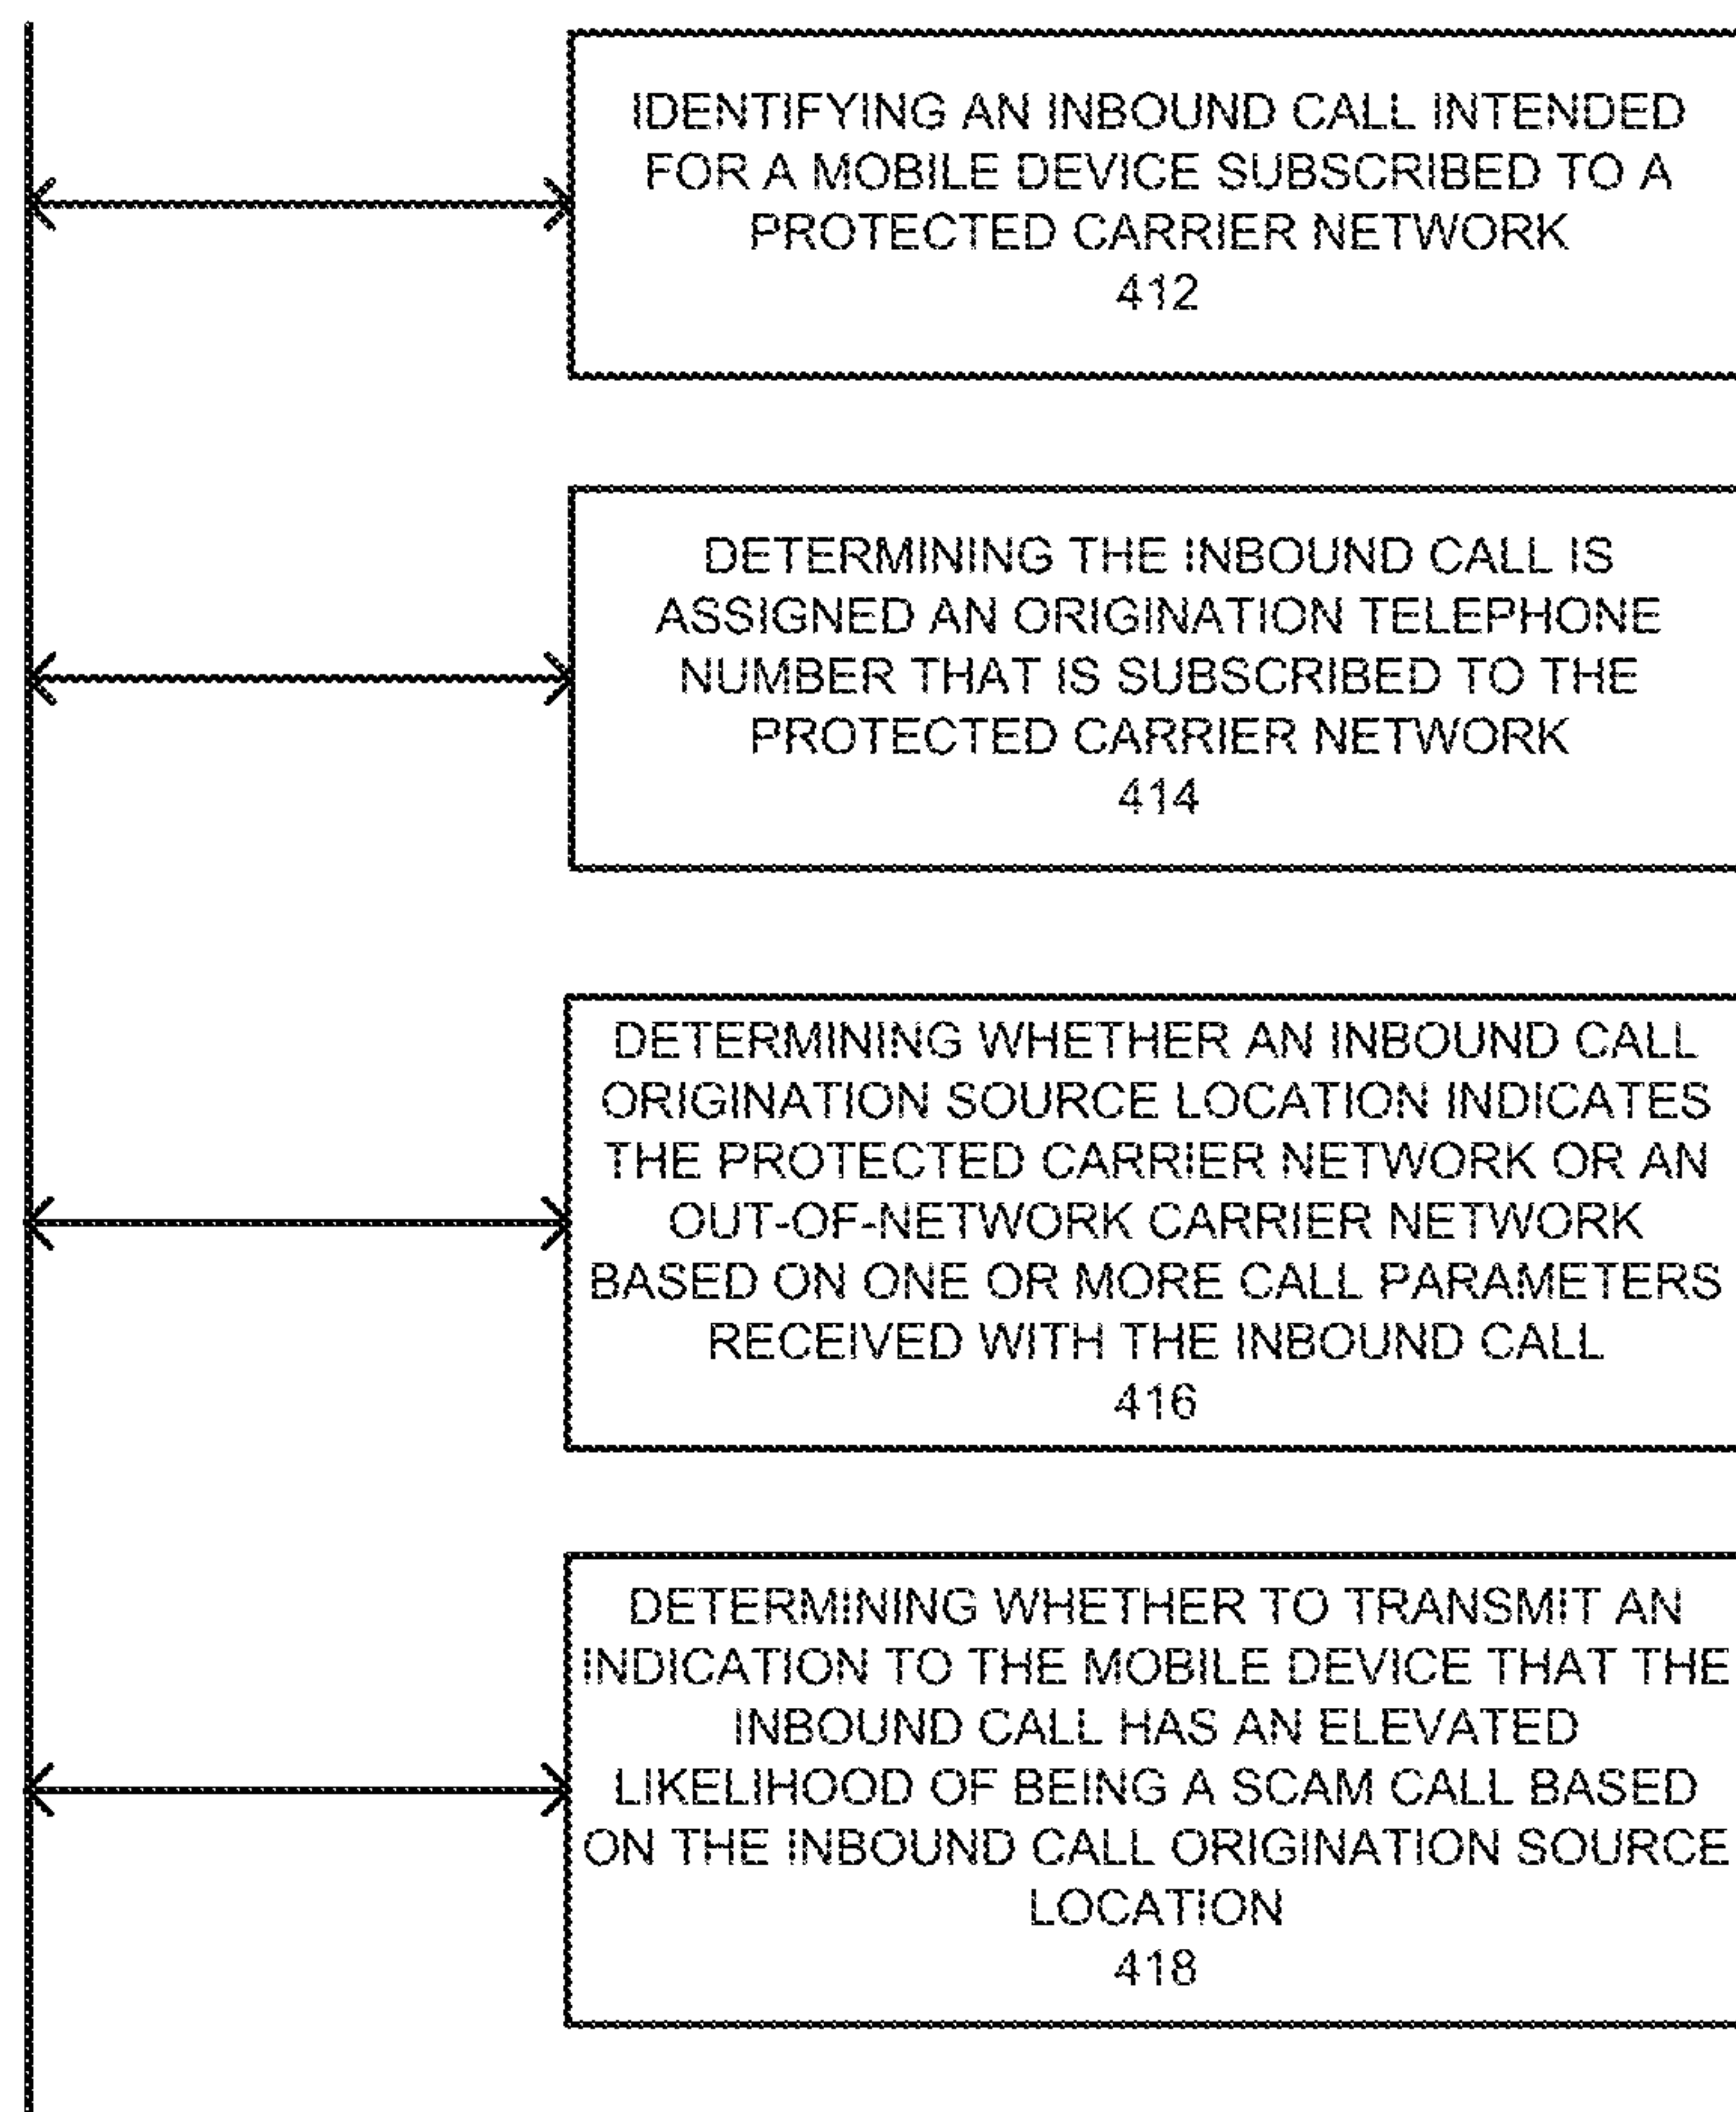 IDENTIFYING AN INBOUND CALL INTENDED
FOR A MOBILE DEVICE SUBSCRIBED TO A
PROTECTED CARRIER NETWORK
412
DETERMINING THE INBOUND CALL IS
ASSIGNED AN ORIGINATION TELEPHONE
NUMBER THAT IS SUBSCRIBED TO THE
PROTECTED CARRIER NETWORK
414
DETERMINING WHETHER AN INBOUND CALL
ORIGINATION SOURCE LOCATION INDICATES
THE PROTECTED CARRIER NETWORK OR AN
OUT-OF-NETWORK CARRIER NETWORK
BASED ON ONE OR MORE CALL PARAMETERS
RECEIVED WITH THE INBOUND CALL
416
DETERMINING WHETHER TO TRANSMIT AN
INDICATION TO THE MOBILE DEVICE THAT THE
INBOUND CALL HAS AN ELEVATED
LIKELIHOOD OF BEING A SCAM CALL BASED
ON THE INBOUND CALL ORIGINATION SOURCE
LOCATION
418